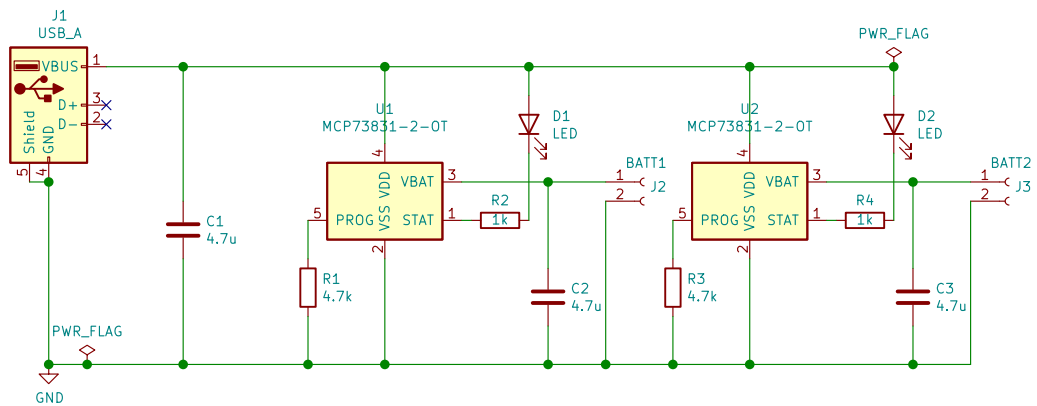 J1
USB_A
VBUS
1
D+
3
D-
2
Shield
GND
5
4
PWR_FLAG
GND
C1
4.7u
U1
MCP73831-2-OT
4
VDD
VBAT
3
PROG
5
STAT
1
VSS
2
R1
4.7k
R2
1k
D1
LED
C2
4.7u
BATT1
1
2
J2
U2
MCP73831-2-OT
4
VDD
VBAT
3
PROG
5
STAT
1
VSS
2
R3
4.7k
R4
1k
PWR_FLAG
D2
LED
C3
4.7u
BATT2
1
2
J3